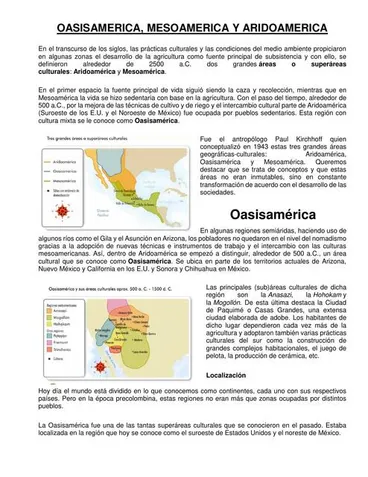 OASISAMERICA, MESOAMERICA Y ARIDOAMERICA
En el transcurso de los siglos, las prácticas culturales y las condiciones del medio ambiente propiciaron
en algunas zonas el desarrollo de la agricultura como fuente principal de subsistencia y con ello, se
definieron alrededor de 2500 a.C. dos grandes áreas o superáreas
culturales: Aridoamérica y Mesoamérica.
En el primer espacio la fuente principal de vida siguió siendo la caza y recolección, mientras que en
Mesoamérica la vida se hizo sedentaria con base en la agricultura. Con el paso del tiempo, alrededor de
500 a.C., por la mejora de las técnicas de cultivo y de riego y el intercambio cultural parte de Aridoamérica
(Suroeste de los E.U. y el Noroeste de México) fue ocupada por pueblos sedentarios. Esta región con
cultura mixta se le conoce como Oasisamérica.
Tres grandes áreas o superáreas culturales.
Aridoamérica
Oasisamérica
Mesoamérica
Fue el antropólogo Paul Kirchhoff quien
conceptualizó en 1943 estas tres grandes áreas
geográficas-culturales: Aridoamérica,
Oasisamérica y Mesoamérica. Queremos
destacar que se trata de conceptos y que estas
áreas no eran inmutables, sino en constante
transformación de acuerdo con el desarrollo de las
sociedades.
Oasisamérica
En algunas regiones semiáridas, haciendo uso de
algunos ríos como el Gila y el Asunción en Arizona, los pobladores no quedaron en el nivel del nomadismo
gracias a la adopción de nuevas técnicas e instrumentos de trabajo y el intercambio con las culturas
mesoamericanas. Así, dentro de Aridoamérica se empezó a distinguir, alrededor de 500 a.C., un área
cultural que se conoce como Oasisamérica. Se ubica en parte de los territorios actuales de Arizona,
Nuevo México y California en los E.U. y Sonora y Chihuahua en México.
Oasisamérica y sus áreas culturales aprox. 500 a. C. - 1500 d. C.
Anasazi
Mogollón
Hohokam
Patayán
Fremont
Las principales (sub)áreas culturales de dicha
región son la Anasazi, la Hohokam y
la Mogollón. De esta última destaca la Ciudad
de Paquimé o Casas Grandes, una extensa
ciudad elaborada de adobe. Los habitantes de
dicho lugar dependieron cada vez más de la
agricultura y adoptaron también varias prácticas
culturales del sur como la construcción de
grandes complejos habitacionales, el juego de
pelota, la producción de cerámica, etc.
Localización
Hoy día el mundo está dividido en lo que conocemos como continentes, cada uno con sus respectivos
países. Pero en la época precolombina, estas regiones no eran más que zonas ocupadas por distintos
pueblos.
La Oasisamérica fue una de las tantas superáreas culturales que se conocieron en el pasado. Estaba
localizada en la región que hoy se conoce como el suroeste de Estados Unidos y el noreste de México.